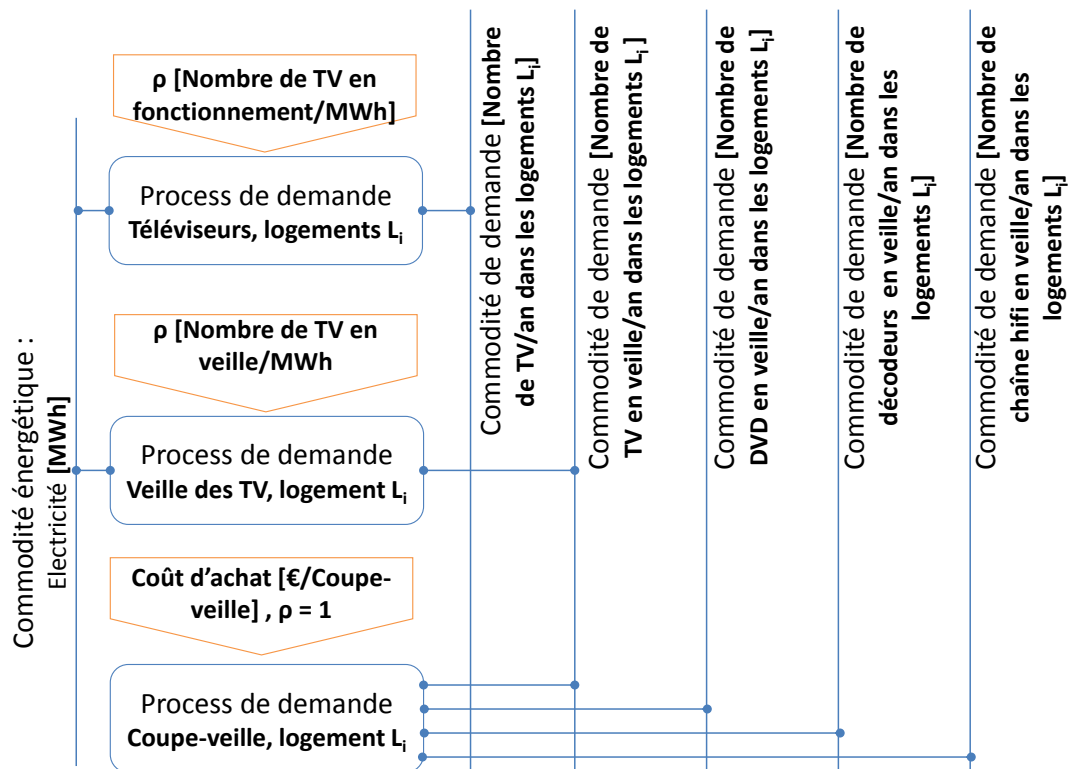 Commodité énergétique :
Electricité [MWh]
ρ [Nombre de TV en
fonctionnement/MWh]
Process de demande
Téléviseurs, logements Li
ρ [Nombre de TV en
veille/MWh
Process de demande
Veille des TV, logement Li
Coût d’achat [€/Coupe-
veille] , ρ = 1
Process de demande
Coupe-veille, logement Li
Commodité de demande [Nombre
de TV/an dans les logements Li]
Commodité de demande [Nombre de
TV en veille/an dans les logements Li ]
Commodité de demande [Nombre de
DVD en veille/an dans logements Li]
Commodité de demande [Nombre de
décodeurs en veille/an dans les
logements Li]
Commodité de demande [Nombre de
chaîne hifi en veille/an dans les
logements Li]